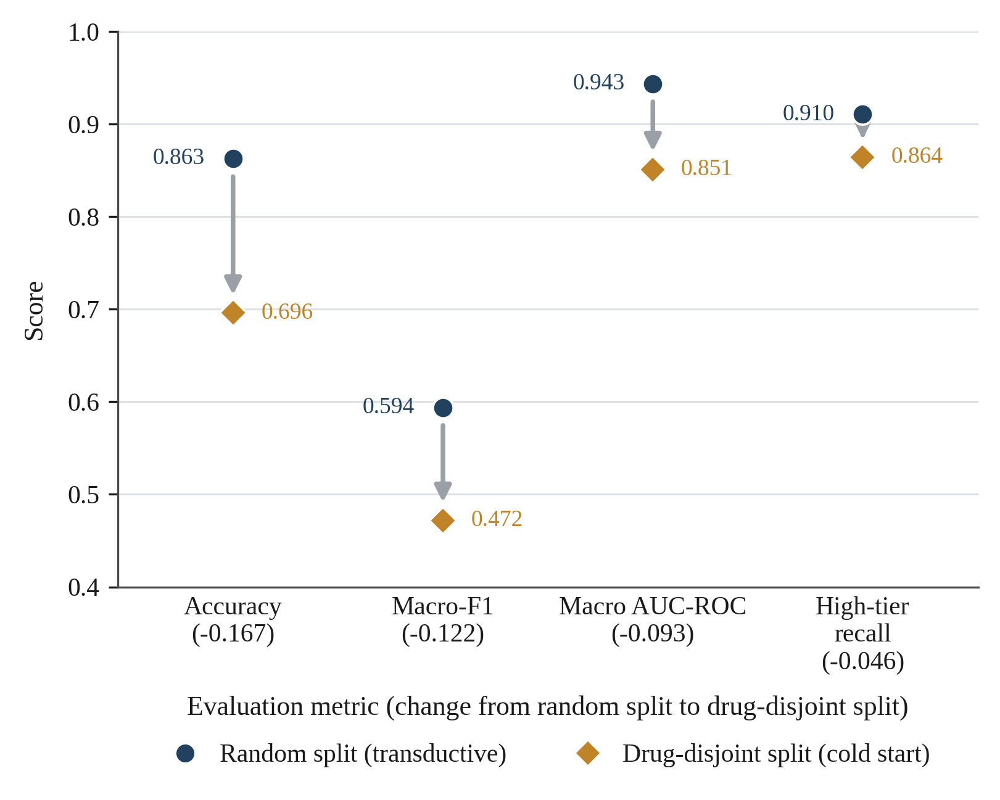 1.0
0.9
0.8
0.7
0.6
0.5
0.4
Score
0.863
0.696
0.594
0.472
0.943
0.851
0.910
0.864
Accuracy
(-0.167)
Macro-F1
(-0.122)
Macro AUC-ROC
(-0.093)
High-tier
recall
(-0.046)
Evaluation metric (change from random split to drug-disjoint split)
Random split (transductive)
Drug-disjoint split (cold start)